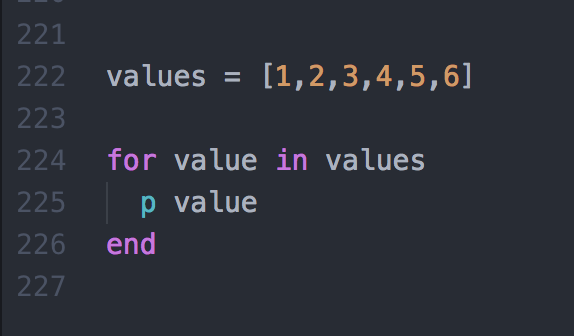 221
222 values = [1,2,3,4,5,6]
223
224 for value in values
225   p value
226 end
227